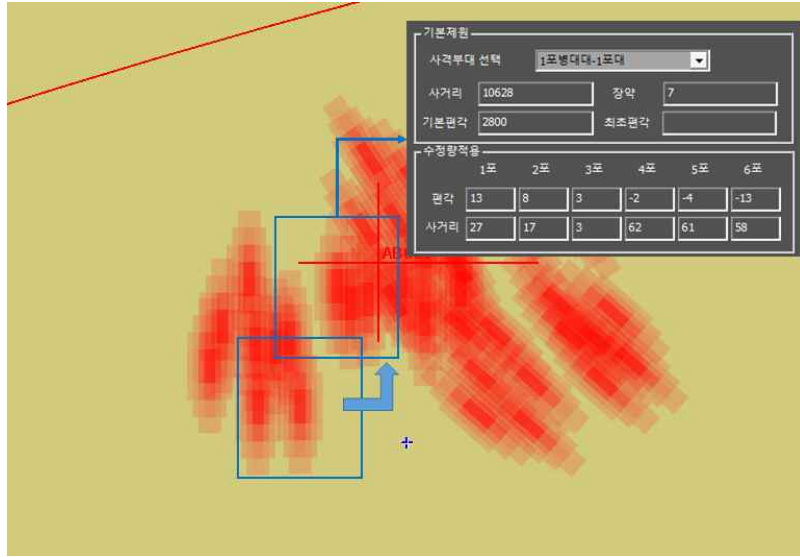 기본제원
사격부대 선택 1포병대대-1포대
사거리 10628 장약 7
기본편각 2800 최초편각
수정량적용
1포 2포 3포 4포 5포 6포
편각 13 8 3 -2 -4 -13
사거리 27 17 3 62 61 58